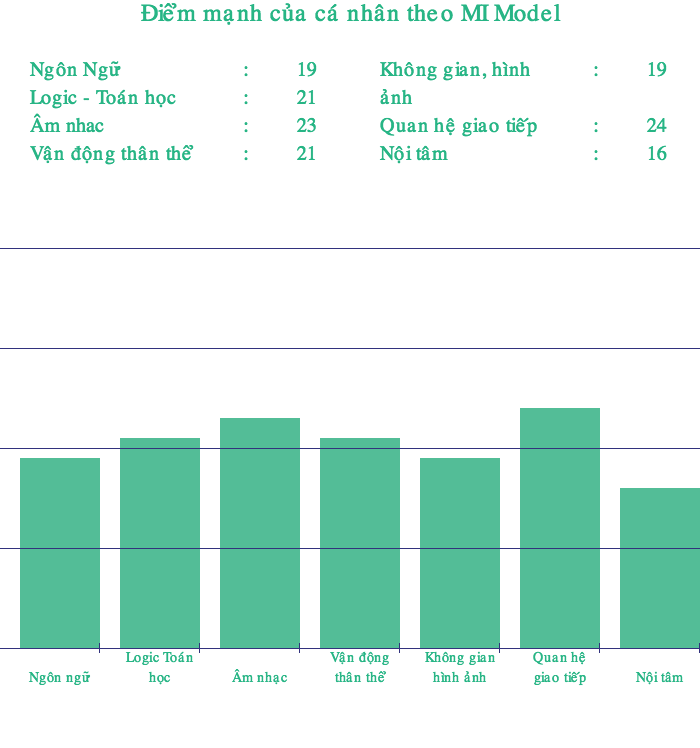 Điểm mạnh của cá nhân theo MI Model
Ngôn Ngữ : 19
Logic - Toán học : 21
Âm nhac : 23
Vận động thân thể : 21
Không gian, hình : 19
ảnh
Quan hệ giao tiếp : 24
Nội tâm : 16
Ngôn ngữ
Logic Toán
học
Âm nhạc
Vận động
thân thể
Không gian
hình ảnh
Quan hệ
giao tiếp
Nội tâm